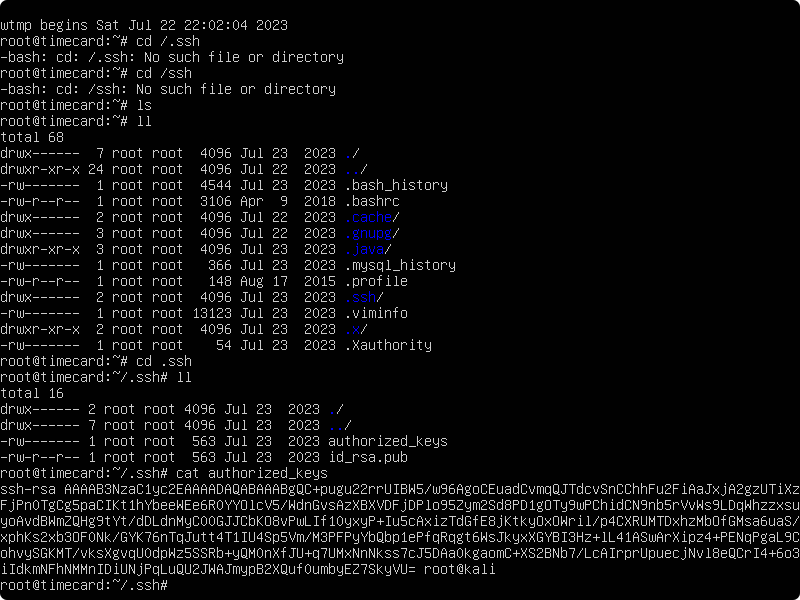 wtmp begins Sat Jul 22 22:02:04 2023
root@timecard:~# cd /.ssh
-bash: cd: /.ssh: No such file or directory
root@timecard:~# cd /ssh
-bash: cd: /ssh: No such file or directory
root@timecard:~# ls
root@timecard:~# ll
total 68
drwx------  7 root root  4096 Jul 23  2023 ./
drwxr-xr-x 24 root root  4096 Jul 22  2023 ../
-rw-------  1 root root  4544 Jul 23  2023 .bash_history
-rw-r--r--  1 root root  3106 Apr  9  2018 .bashrc
drwx------  2 root root  4096 Jul 22  2023 .cache/
drwx------  3 root root  4096 Jul 22  2023 .gnupg/
drwxr-xr-x  3 root root  4096 Jul 23  2023 .java/
-rw-------  1 root root   366 Jul 23  2023 .mysql_history
-rw-r--r--  1 root root   148 Aug 17  2015 .profile
drwx------  2 root root  4096 Jul 23  2023 .ssh/
-rw-------  1 root root 13123 Jul 23  2023 .viminfo
drwxr-xr-x  2 root root  4096 Jul 23  2023 .x/
-rw-------  1 root root    54 Jul 23  2023 .Xauthority
root@timecard:~# cd .ssh
root@timecard:~/.ssh# ll
total 16
drwx------ 2 root root 4096 Jul 23  2023 ./
drwx------ 7 root root 4096 Jul 23  2023 ../
-rw------- 1 root root  563 Jul 23  2023 authorized_keys
-rw-r--r-- 1 root root  563 Jul 23  2023 id_rsa.pub
root@timecard:~/.ssh# cat authorized_keys
ssh-rsa AAAAB3NzaC1yc2EAAAADAQABAAABgQC+pugu22rrUIBW5/w96AgoCEuadCvmqQJTdcvSnCChhFu2FiAaJxjA2gzUTiXz
FjPn0TgCg5paCIKt1hYbeeWEe6R0YYOlcV5/WdnGvsAzXBXVDFjDPlo95Zym2Sd8PD1gOTy9wPChidCN9nb5rVvWs9LDqWhzzxsu
yoAvdBWmZQHg9tYt/dDLdnMyC0OGJJCbKO8vPwLIf10yxyP+Iu5cAxizTdGfE8jKtkyOxOWril/p4CXRUMTDxhzMbOfGMsa6uaS/
xphKs2xb3OF0Nk/GYK76nTqJutt4T1IU4Sp5Vm/M3PFPyYbQbp1ePfqRqgt6WsJkyxXGYBI3Hz+lL41ASwArXipz4+PENqPgaL9C
ohvySGKMT/vksXgvqU0dpWz5SSRb+yQM0nXfJU+q7UMxNnNkss7cJ5DAaOkgaomC+XS2BNb7/LcAIrprUpuecjNvl8eQCrI4+6o3
iIdkmNFhNMMnIDiUNjPqLuQU2JWAJmypB2XQuf0umbyEZ7SkyVU= root@kali
root@timecard:~/.ssh#